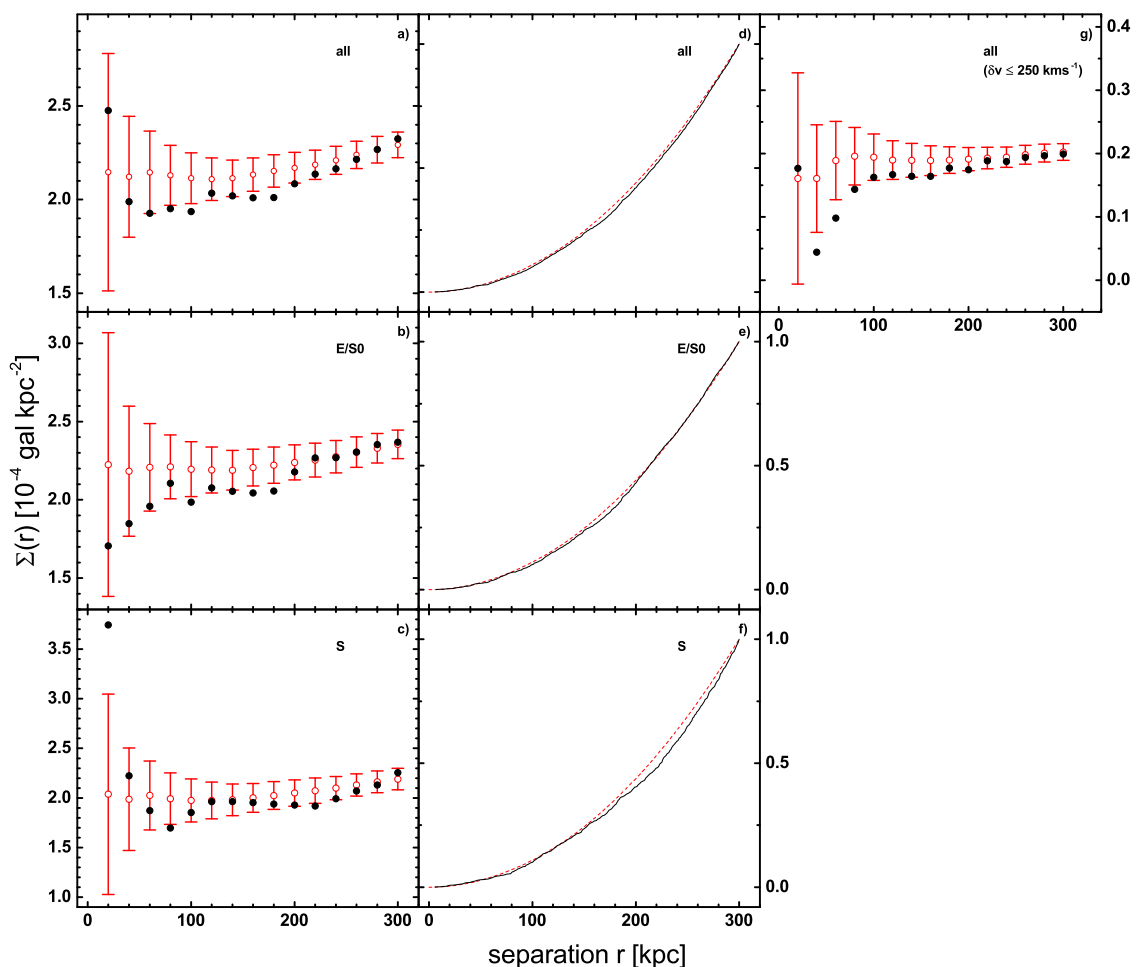 a)
all
2.5
2.0
1.5
d)
all
g)
all
(δv ≤ 250 kms⁻¹)
0.4
0.3
0.2
0.1
0.0
0 100 200 300
b)
E/S0
3.0
2.5
2.0
1.5
e)
E/S0
1.0
0.5
0.0
c)
S
3.5
3.0
2.5
2.0
1.5
1.0
f)
S
1.0
0.5
0.0
0 100 200 300
0 100 200 300
Σ(r) [10⁻⁴ gal kpc⁻²]
separation r [kpc]